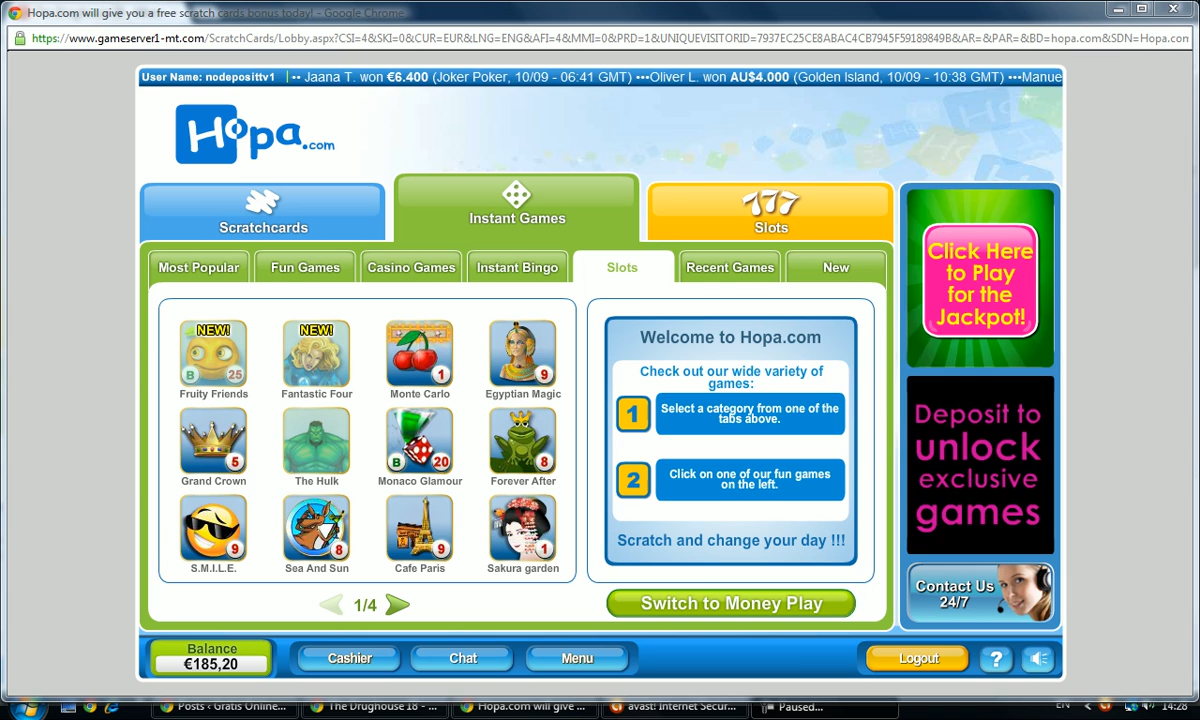 Hopa.com will give you a free scratch cards bonus today! - Google Chrome
https://www.gameserver1-mt.com/ScratchCards/Lobby.aspx?CSI=4&SKI=0&CUR=EUR&LNG=ENG&AFI=4&MMI=0&PRD=1&UNIQUEVISITORID=7937EC25CE8ABAC4CB7945F59189849B&AR=&PAR=&BD=hopa.com&SDN=Hopa.com
User Name: nodeposittv1 | •• Jaana T. won €6.400 (Joker Poker, 10/09 - 06:41 GMT) •••Oliver L. won AU$4.000 (Golden Island, 10/09 - 10:38 GMT) •••Manue
Hopa.com
Scratchcards
Instant Games
777
Slots
Most Popular
Fun Games
Casino Games
Instant Bingo
Slots
Recent Games
New
NEW!
B 25
Fruity Friends
NEW!
Fantastic Four
1
Monte Carlo
9
Egyptian Magic
5
Grand Crown
The Hulk
B 20
Monaco Glamour
8
Forever After
9
S.M.I.L.E.
8
Sea And Sun
9
Cafe Paris
1
Sakura garden
1/4
Welcome to Hopa.com
Check out our wide variety of
games:
1
Select a category from one of the
tabs above.
2
Click on one of our fun games
on the left.
Scratch and change your day !!!
Switch to Money Play
Click Here
to Play
for the
Jackpot!
Deposit to
unlock
exclusive
games
Contact Us
24/7
Balance
€185,20
Cashier
Chat
Menu
Logout
?
Posts ‹ Gratis Online...
The Drughouse 18 - ...
Hopa.com will give ...
avast! Internet Secur...
Paused...
EN
14:28